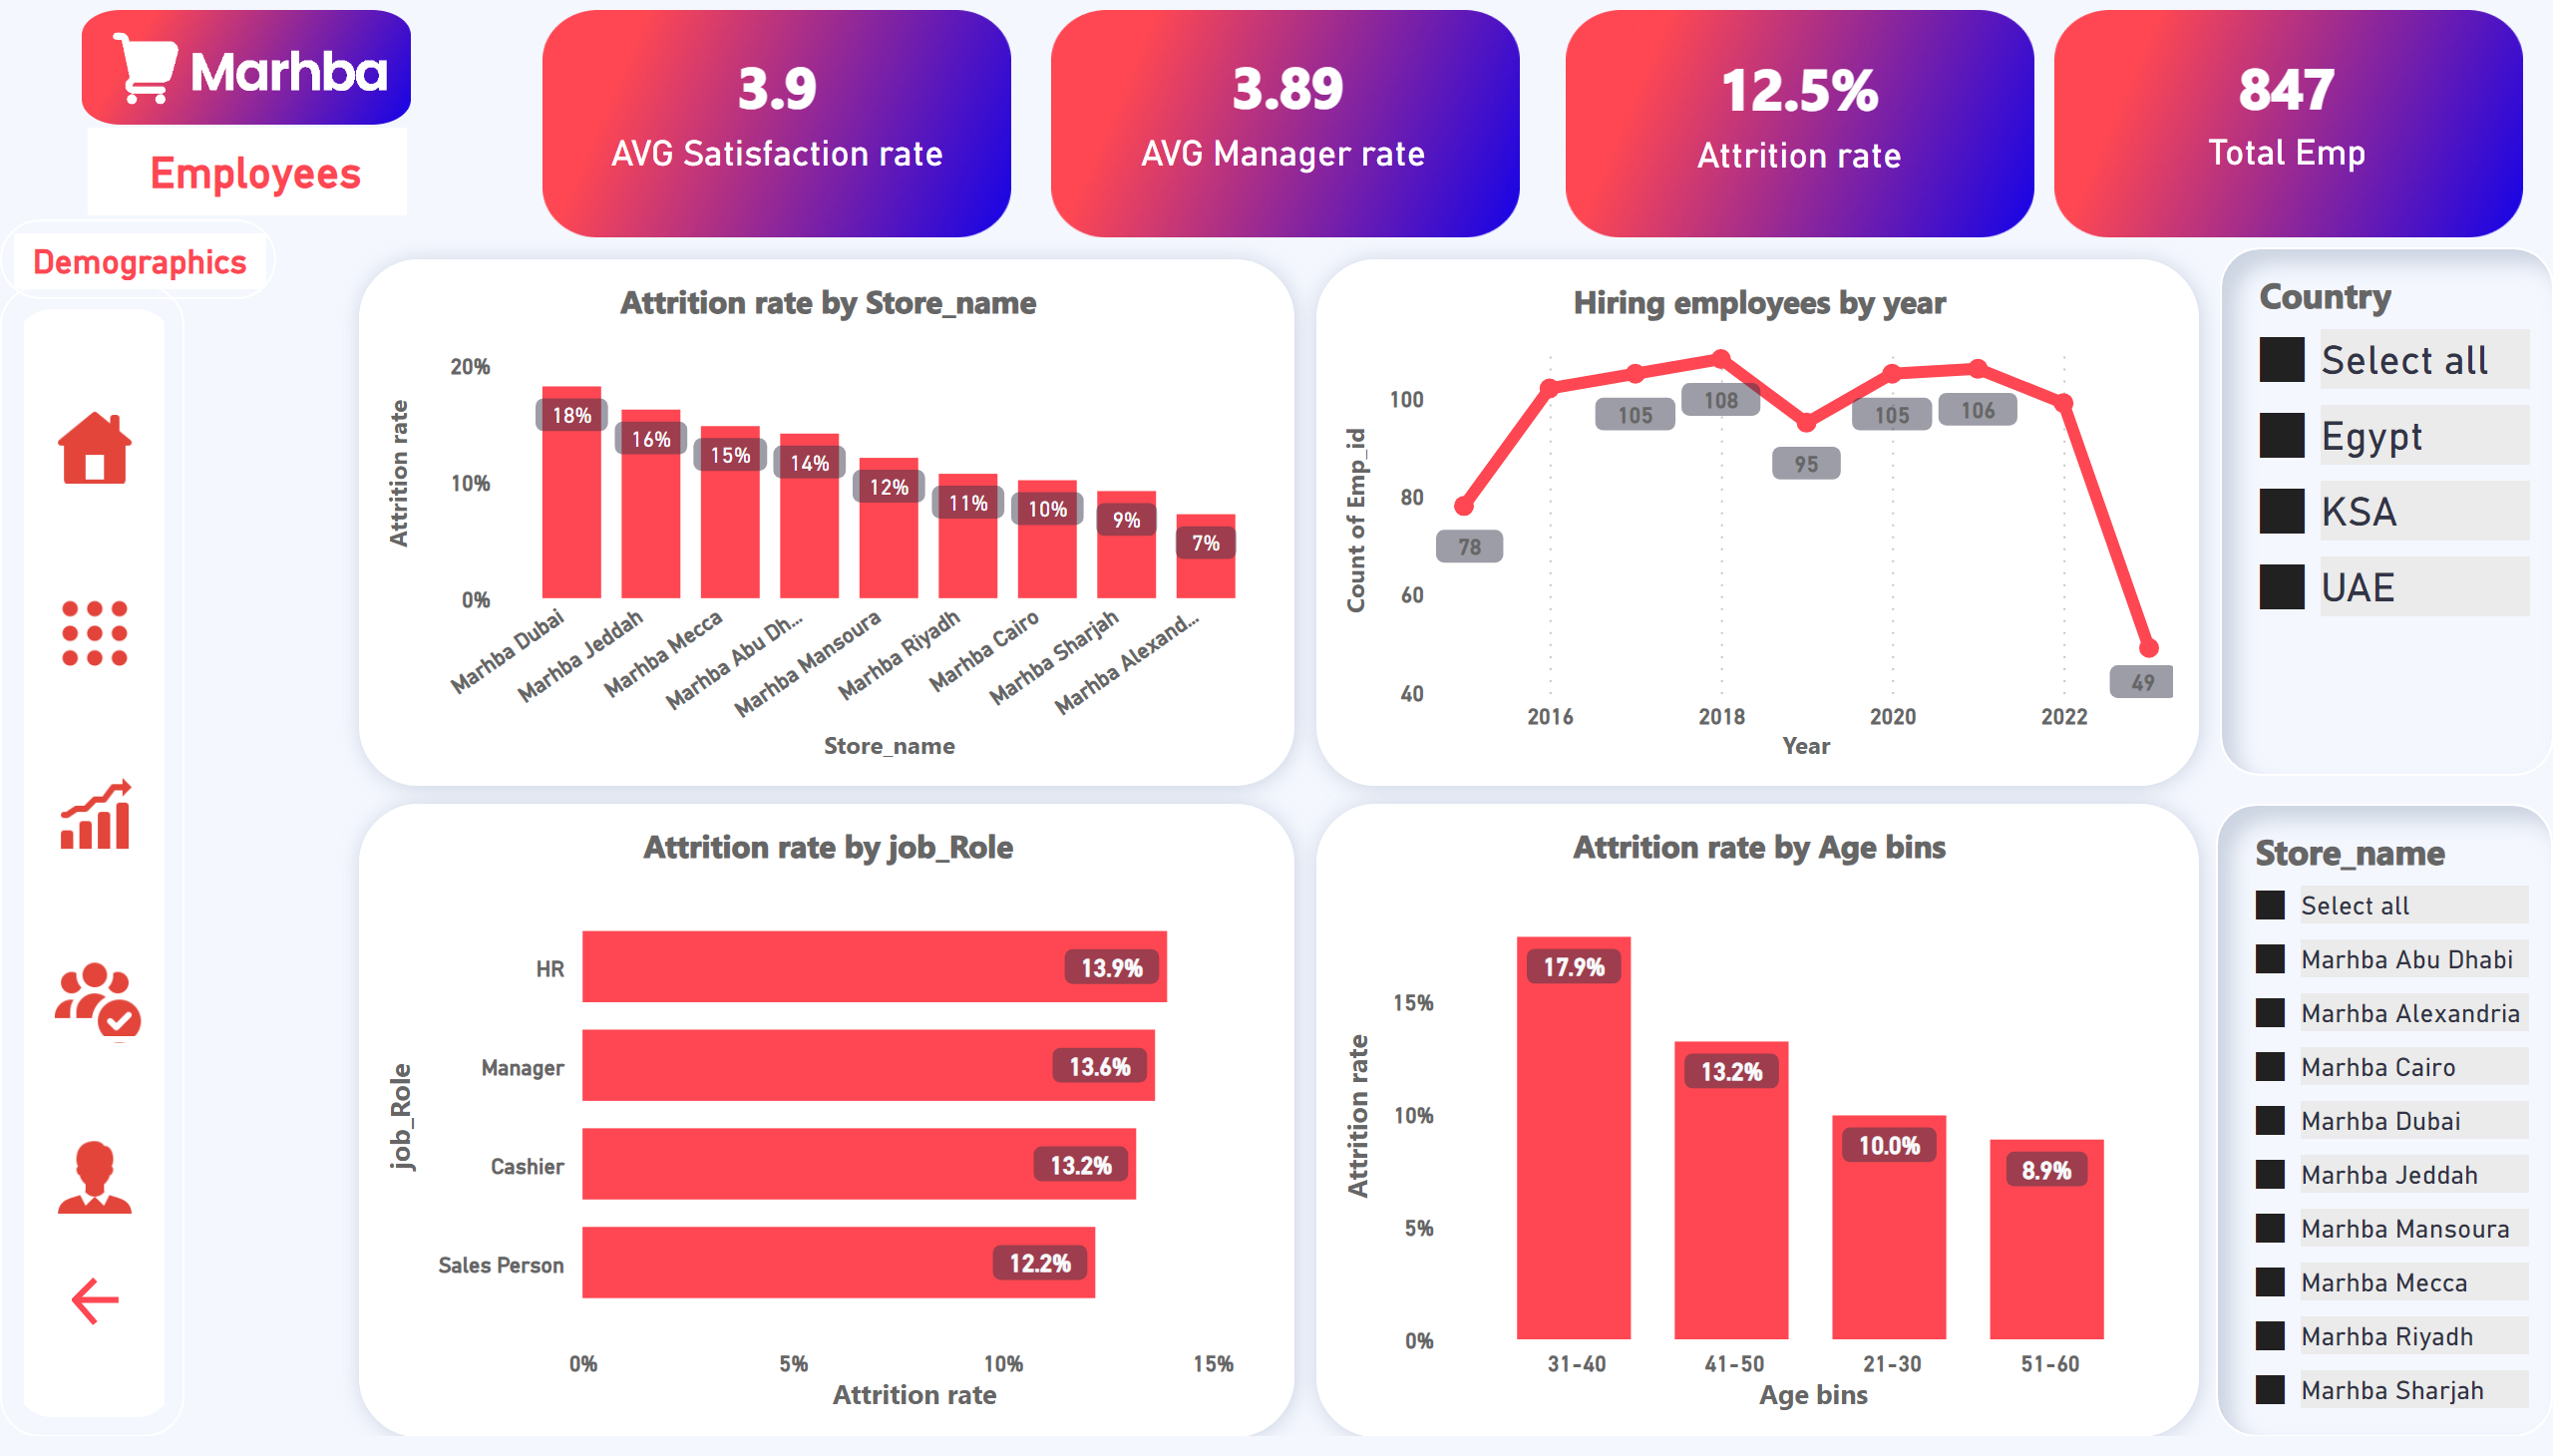 Marhba
Employees
Demographics
3.9
AVG Satisfaction rate
3.89
AVG Manager rate
12.5%
Attrition rate
847
Total Emp
Attrition rate by Store_name
Attrition rate
20%
10%
0%
18%
16%
15%
14%
12%
11%
10%
9%
7%
Marhba Dubai
Marhba Jeddah
Marhba Mecca
Marhba Abu Dh...
Marhba Mansoura
Marhba Riyadh
Marhba Cairo
Marhba Sharjah
Marhba Alexand...
Store_name
Hiring employees by year
Count of Emp_id
100
80
60
40
78
105
108
95
105
106
49
2016
2018
2020
2022
Year
Country
Select all
Egypt
KSA
UAE
Attrition rate by job_Role
job_Role
HR
13.9%
Manager
13.6%
Cashier
13.2%
Sales Person
12.2%
0%
5%
10%
15%
Attrition rate
Attrition rate by Age bins
Attrition rate
15%
10%
5%
0%
17.9%
13.2%
10.0%
8.9%
31-40
41-50
21-30
51-60
Age bins
Store_name
Select all
Marhba Abu Dhabi
Marhba Alexandria
Marhba Cairo
Marhba Dubai
Marhba Jeddah
Marhba Mansoura
Marhba Mecca
Marhba Riyadh
Marhba Sharjah